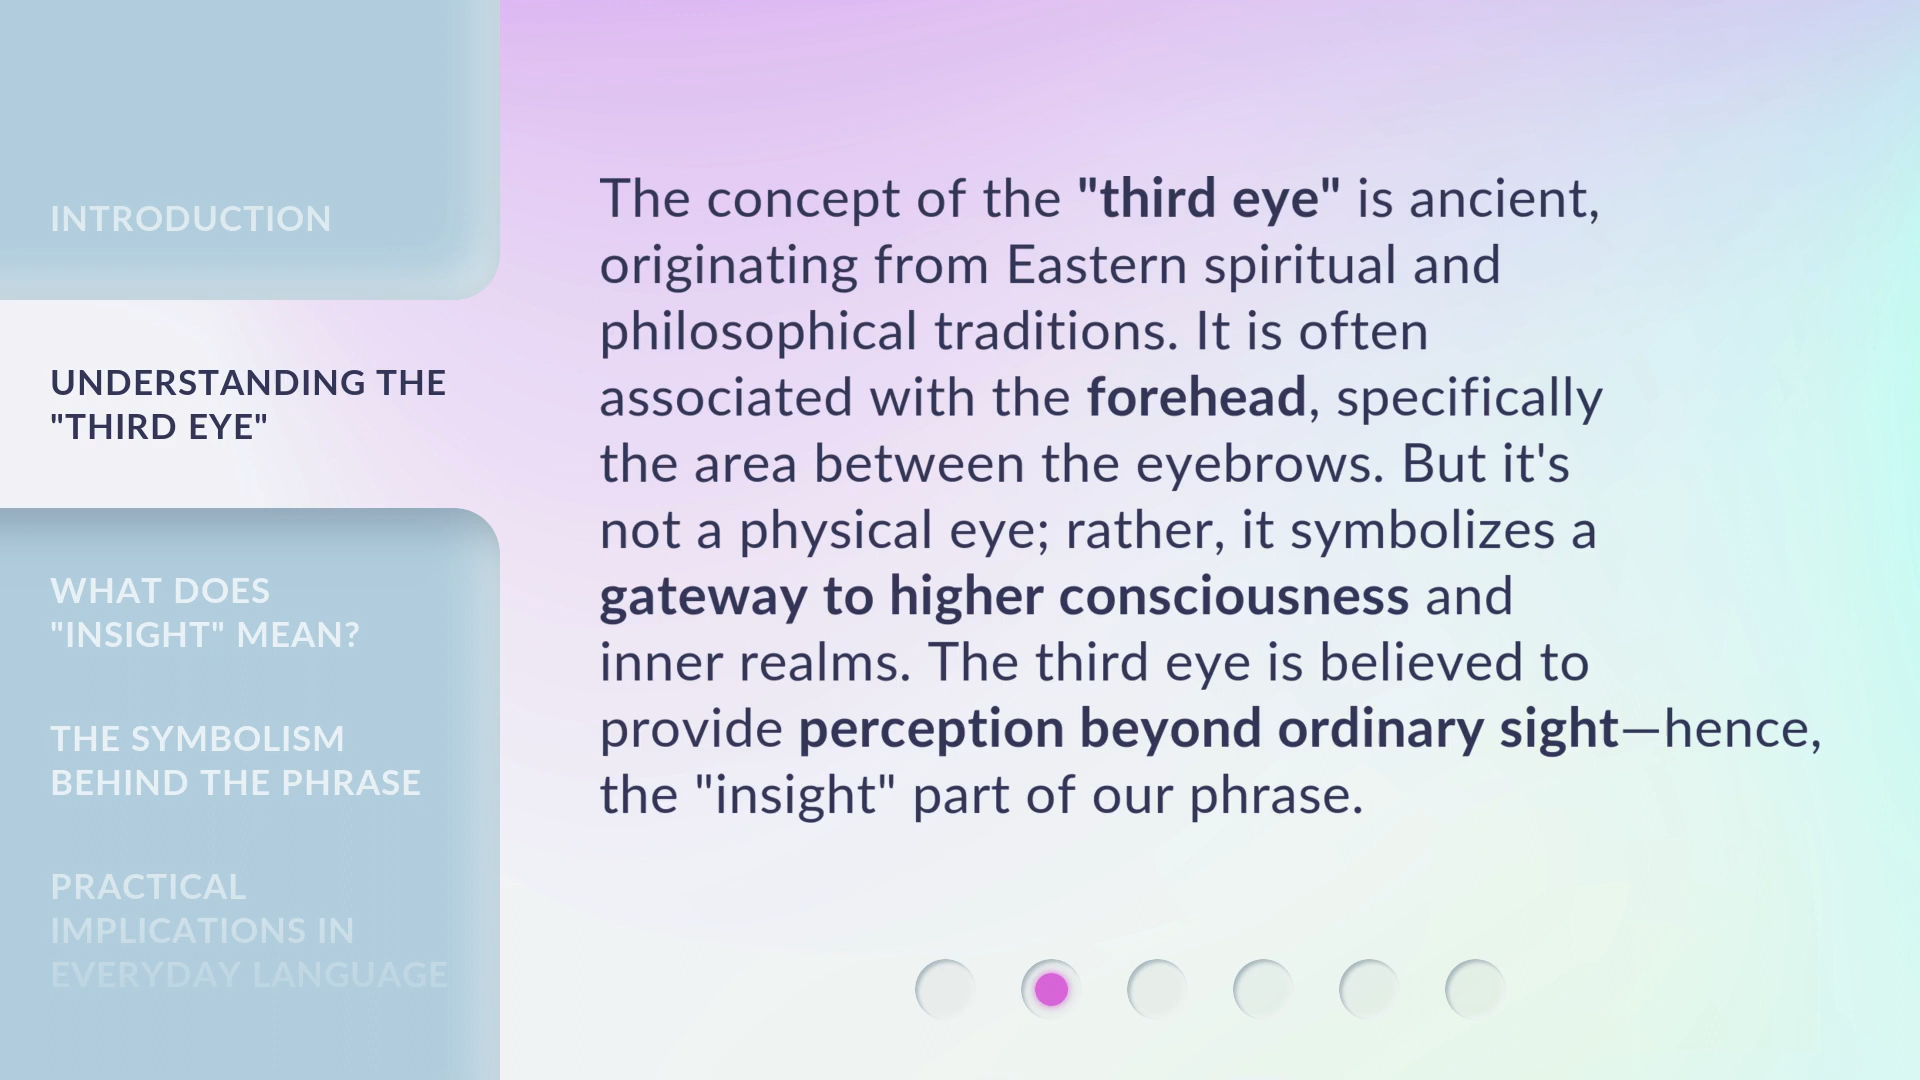 INTRODUCTION
UNDERSTANDING THE
"THIRD EYE"
WHAT DOES
"INSIGHT" MEAN?
THE SYMBOLISM
BEHIND THE PHRASE
PRACTICAL
IMPLICATIONS IN
EVERYDAY LANGUAGE
The concept of the "third eye" is ancient,
originating from Eastern spiritual and
philosophical traditions. It is often
associated with the forehead, specifically
the area between the eyebrows. But it's
not a physical eye; rather, it symbolizes a
gateway to higher consciousness and
inner realms. The third eye is believed to
provide perception beyond ordinary sight—hence,
the "insight" part of our phrase.